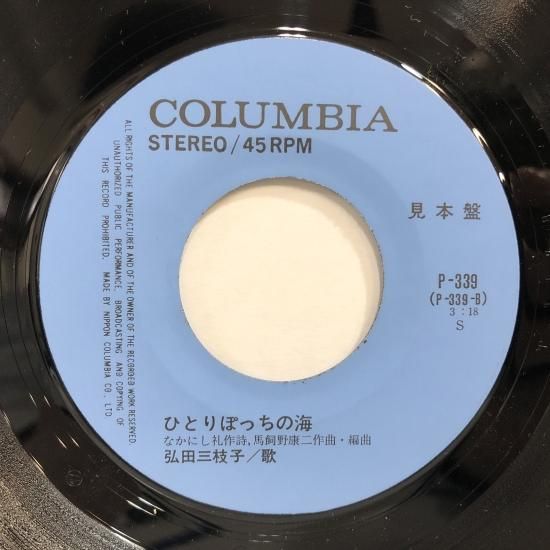 COLUMBIA
STEREO/45RPM
見本盤
P-339
(P-339-B)
3:18
S
ALL RIGHTS OF THE MANUFACTURER AND OF THE OWNER OF THE RECORDED WORK RESERVED.
UNAUTHORIZED PUBLIC PERFORMANCE, BROADCASTING AND COPYING OF
THIS RECORD PROHIBITED. MADE BY NIPPON COLUMBIA CO., LTD.
ひとりぽっちの海
なかにし礼作詩,馬飼野康二作曲・編曲
弘田三枝子/歌